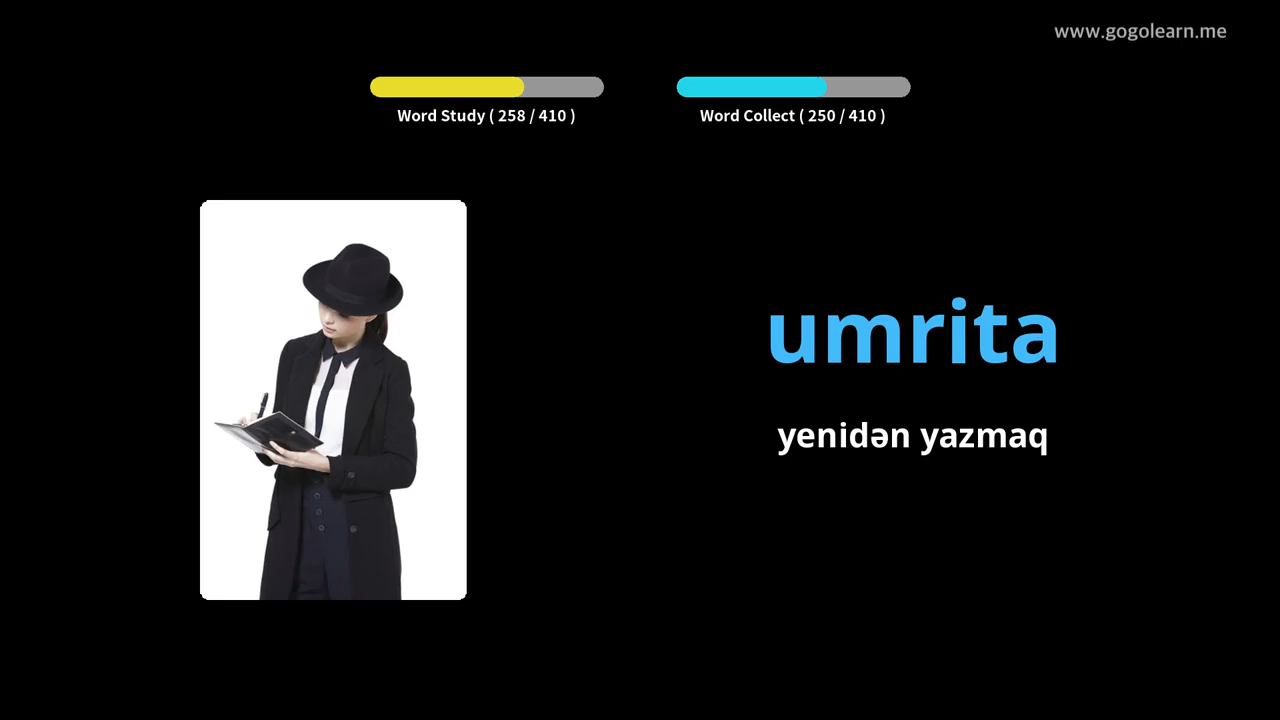 www.gogolearn.me
Word Study ( 258 / 410 )
Word Collect ( 250 / 410 )
umrita
yenidən yazmaq